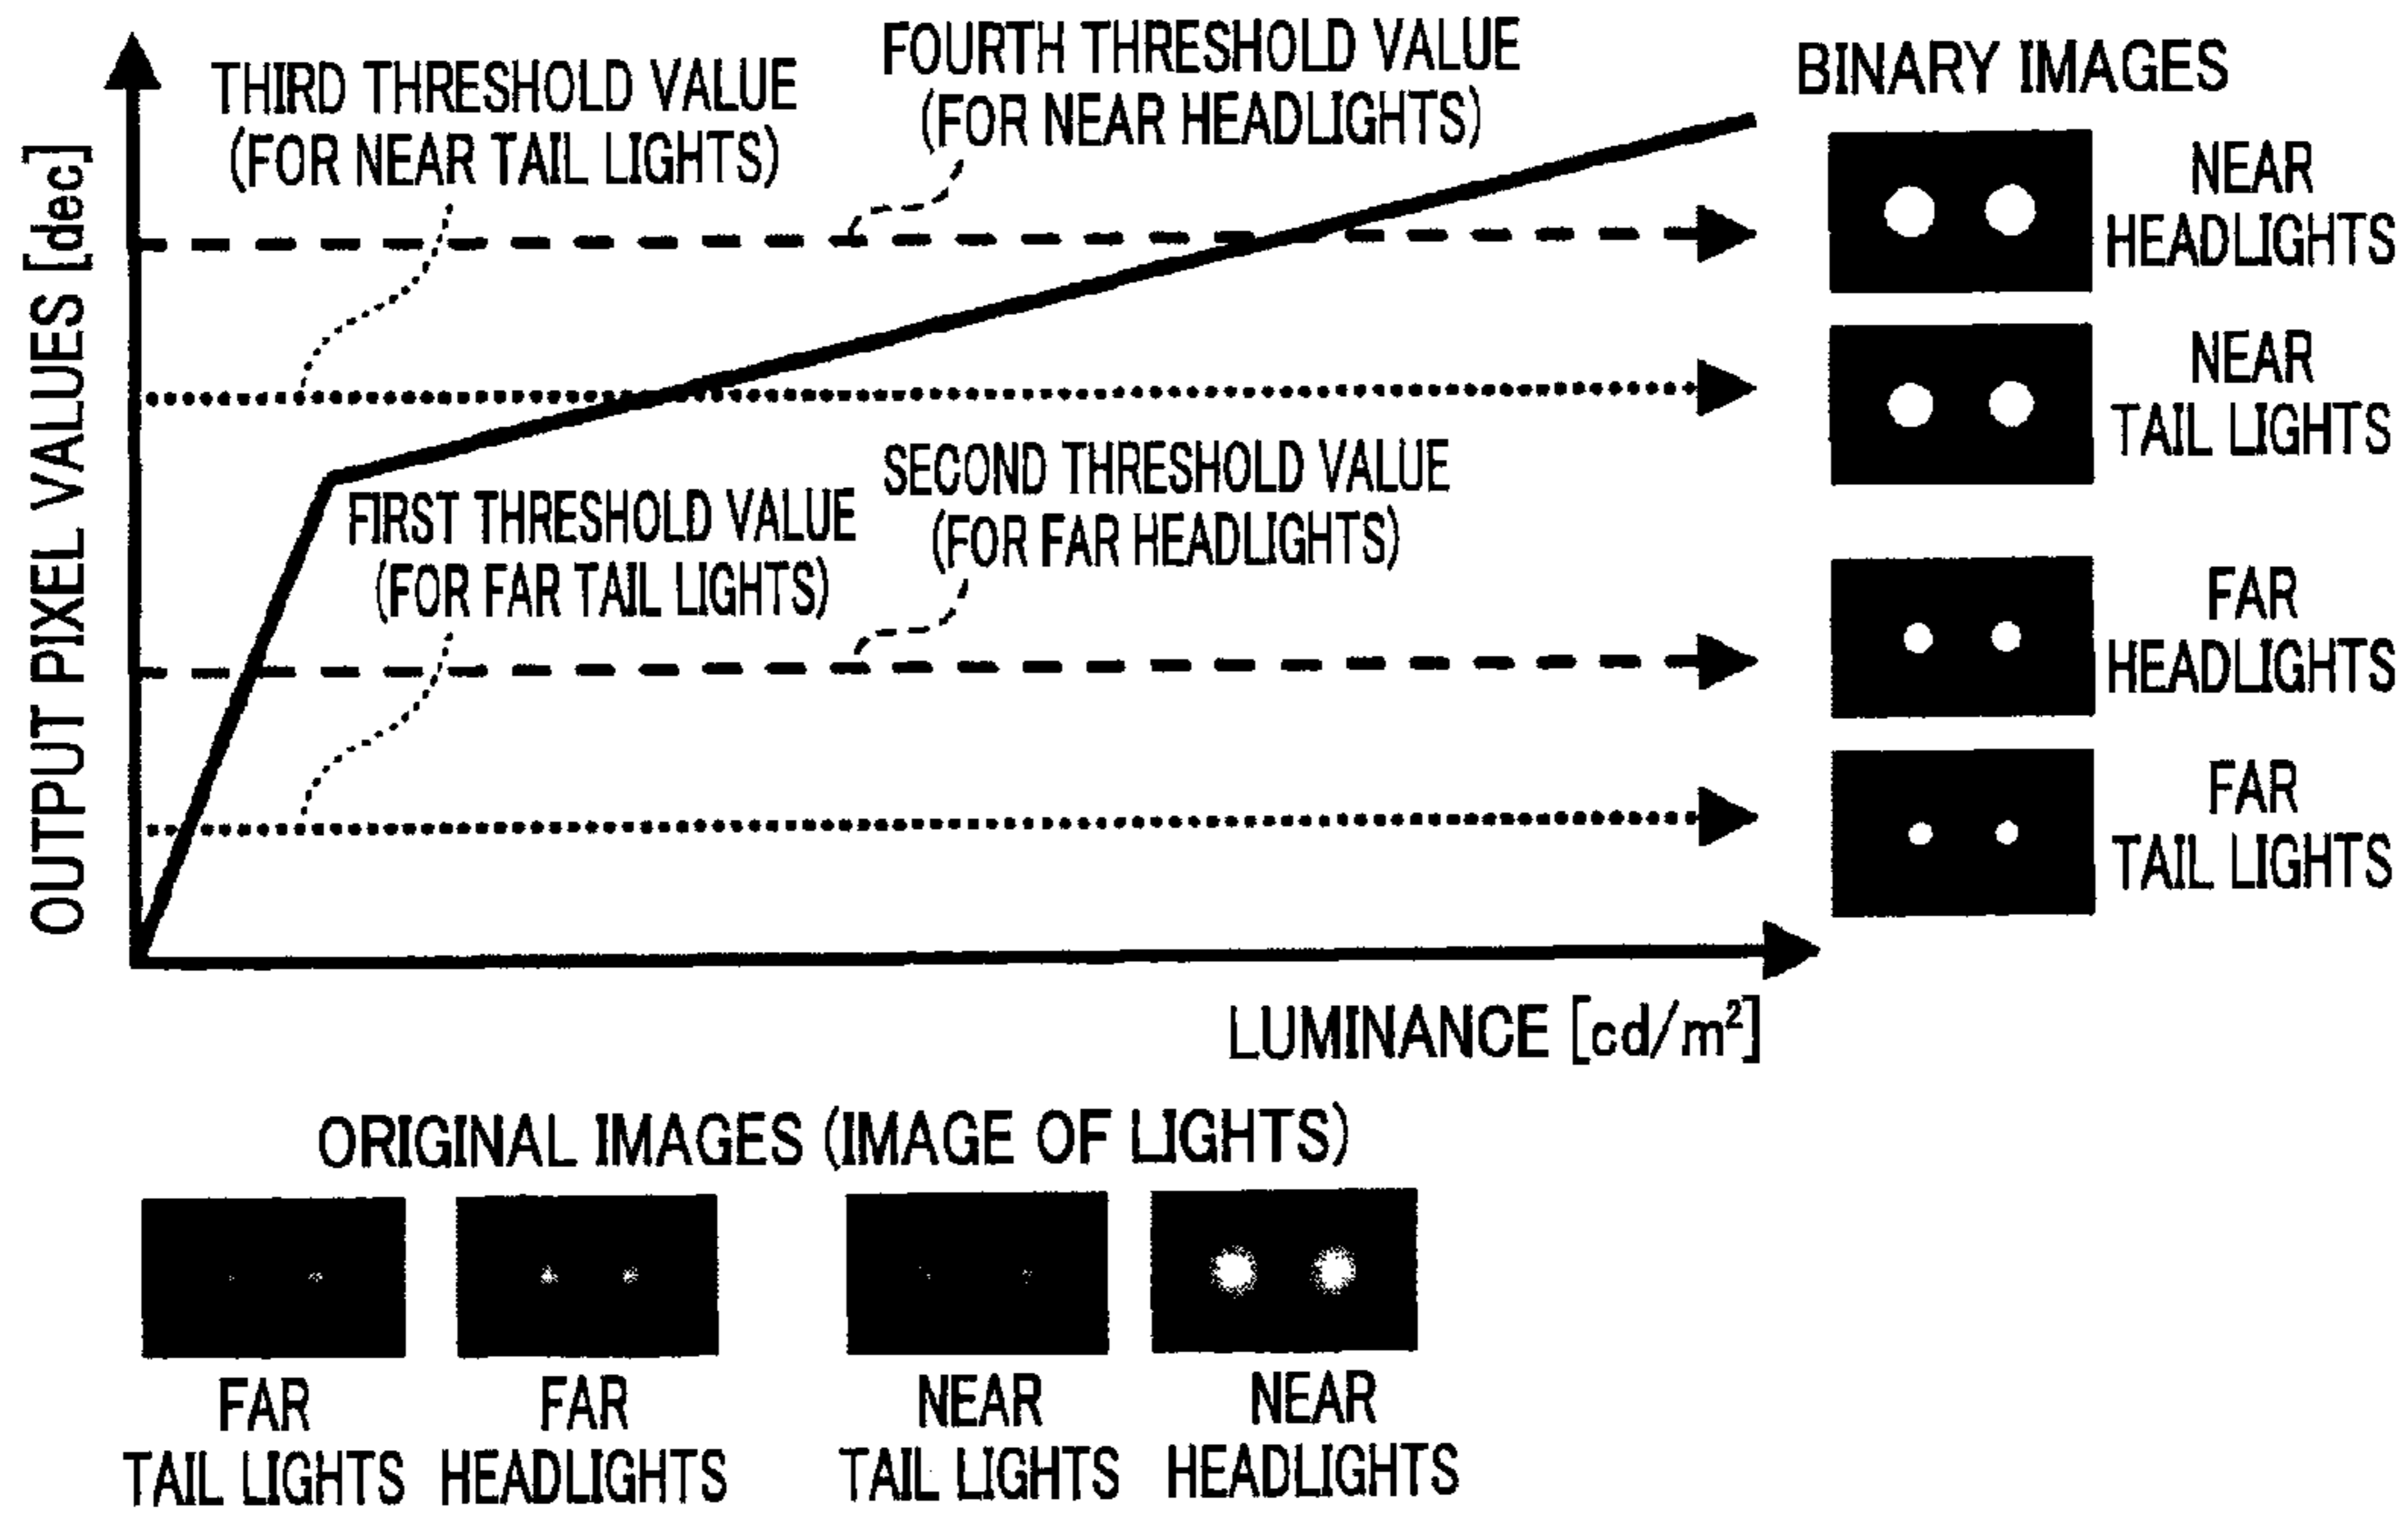 OUTPUT PIXEL VALUES [dec]
THIRD THRESHOLD VALUE
(FOR NEAR TAIL LIGHTS)
FOURTH THRESHOLD VALUE
(FOR NEAR HEADLIGHTS)
FIRST THRESHOLD VALUE
(FOR FAR TAIL LIGHTS)
SECOND THRESHOLD VALUE
(FOR FAR HEADLIGHTS)
LUMINANCE [cd/m²]
BINARY IMAGES
NEAR
HEADLIGHTS
NEAR
TAIL LIGHTS
FAR
HEADLIGHTS
FAR
TAIL LIGHTS
ORIGINAL IMAGES (IMAGE OF LIGHTS)
FAR
TAIL LIGHTS
FAR
HEADLIGHTS
NEAR
TAIL LIGHTS
NEAR
HEADLIGHTS